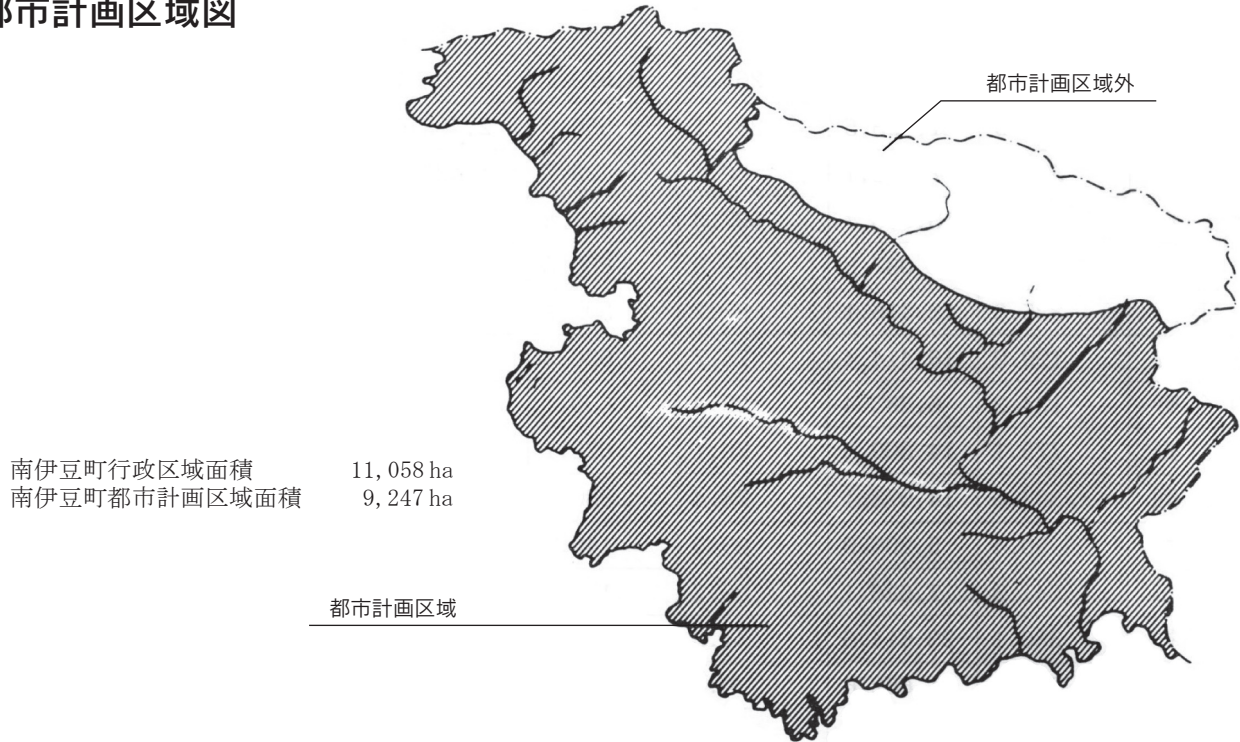 都市計画区域図
都市計画区域外
南伊豆町行政区域面積 11,058 ha
南伊豆町都市計画区域面積 9,247 ha
都市計画区域